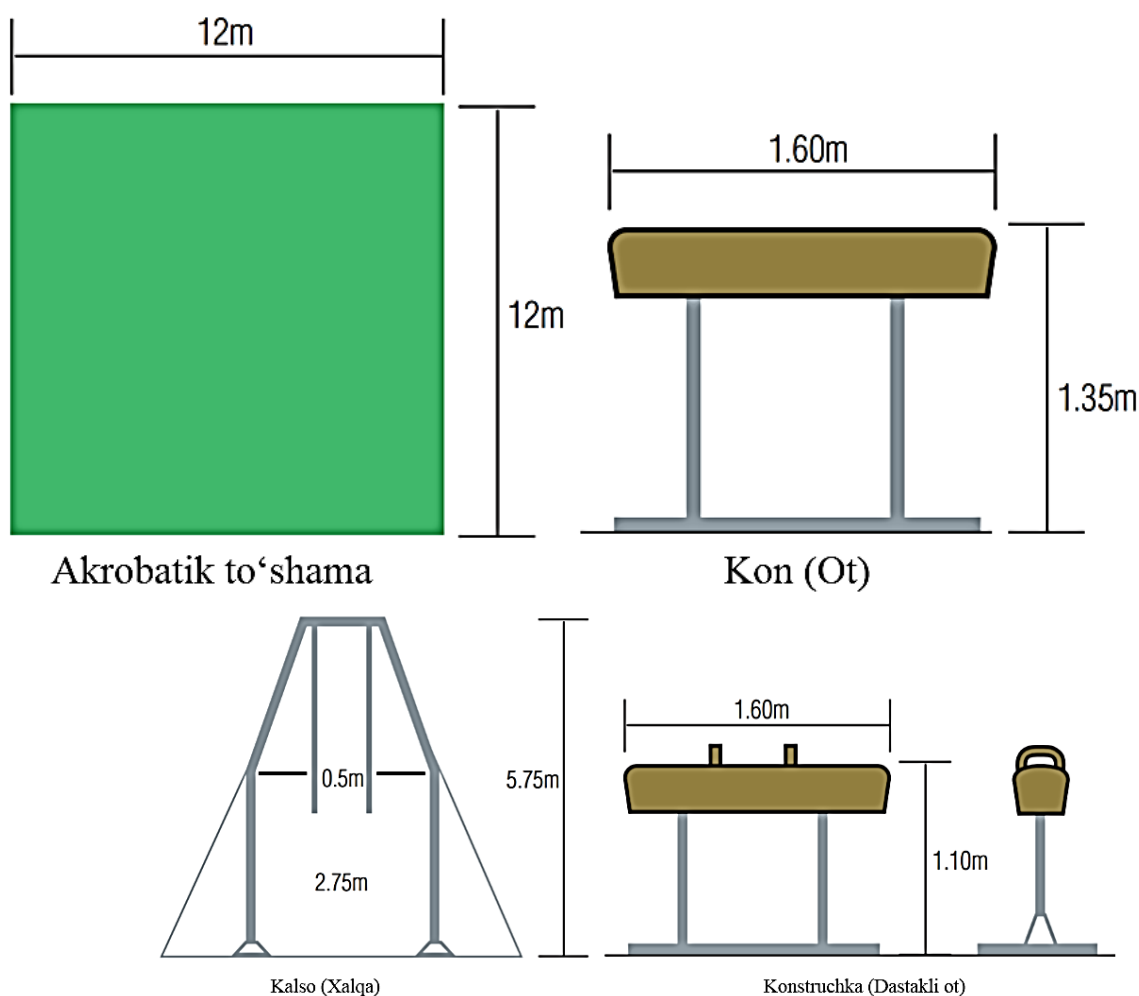 12m
12m
1.60m
1.35m
Akrobatik to‘shama
Kon (Ot)
0.5m
2.75m
5.75m
1.60m
1.10m
Kalso (Xalqa)
Konstruchka (Dastakli ot)